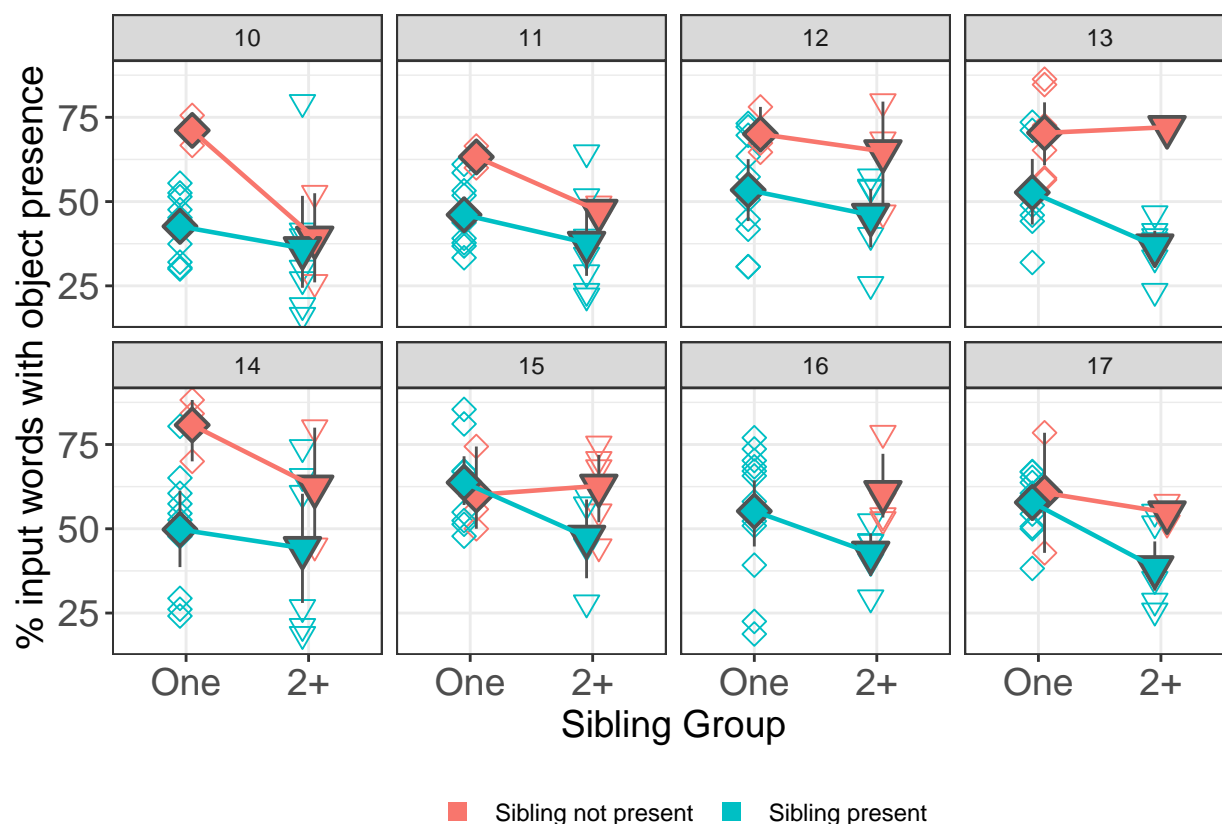 10 11 12 13
% input words with object presence
75
50
25
14 15 16 17
75
50
25
One 2+ One 2+ One 2+ One 2+
Sibling Group
Sibling not present Sibling present